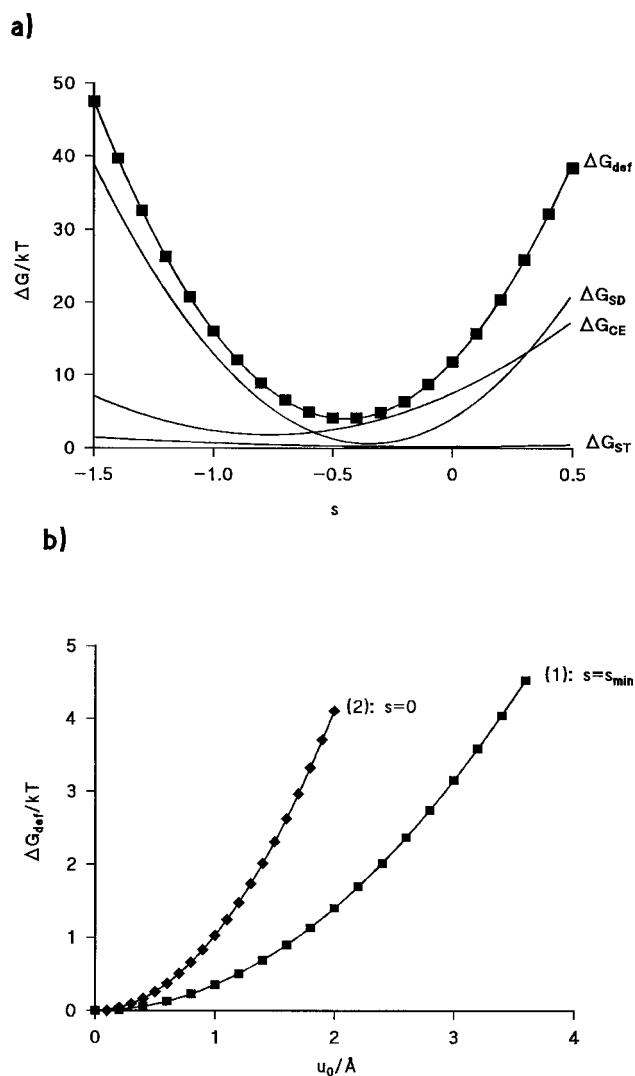 a)
50
40
30
20
10
0
ΔG/kT
−1.5
−1.0
−0.5
0
0.5
s
ΔG_def
ΔG_SD
ΔG_CE
ΔG_ST
b)
5
4
3
2
1
0
ΔG_def/kT
0
1
2
3
4
u₀/Å
(2): s=0
(1): s=s_min